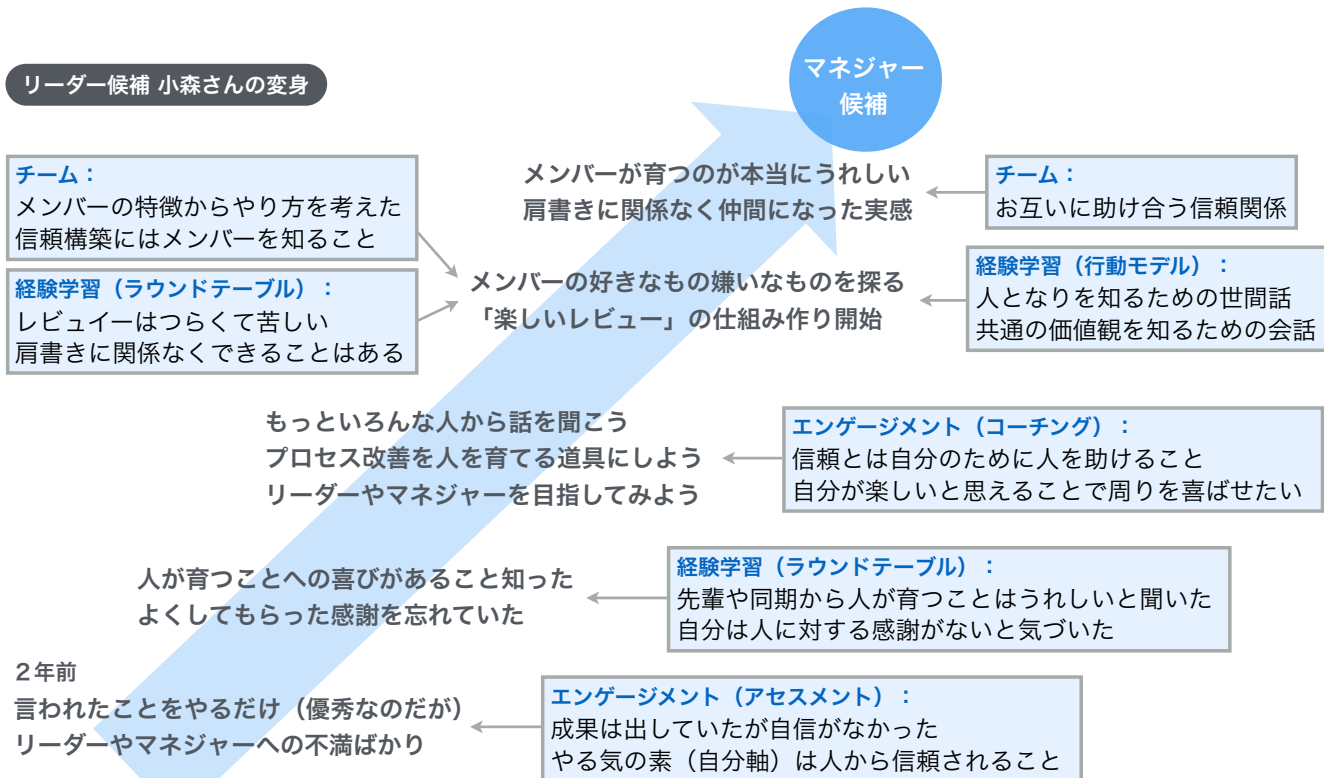 リーダー候補 小森さんの変身
マネジャー
候補
チーム：
メンバーの特徴からやり方を考えた
信頼構築にはメンバーを知ること
メンバーが育つのが本当にうれしい
肩書きに関係なく仲間になった実感
チーム：
お互いに助け合う信頼関係
経験学習（ラウンドテーブル）：
レビュイーはつらくて苦しい
肩書きに関係なくできることはある
メンバーの好きなもの嫌いなものを探る
「楽しいレビュー」の仕組み作り開始
経験学習（行動モデル）：
人となりを知るための世間話
共通の価値観を知るための会話
もっといろんな人から話を聞こう
プロセス改善を人を育てる道具にしよう
リーダーやマネジャーを目指してみよう
エンゲージメント（コーチング）：
信頼とは自分のために人を助けること
自分が楽しいと思えることで周りを喜ばせたい
人が育つことへの喜びがあること知った
よくしてもらった感謝を忘れていた
経験学習（ラウンドテーブル）：
先輩や同期から人が育つことはうれしいと聞いた
自分は人に対する感謝がないと気づいた
２年前
言われたことをやるだけ（優秀なのだが）
リーダーやマネジャーへの不満ばかり
エンゲージメント（アセスメント）：
成果は出していたが自信がなかった
やる気の素（自分軸）は人から信頼されること